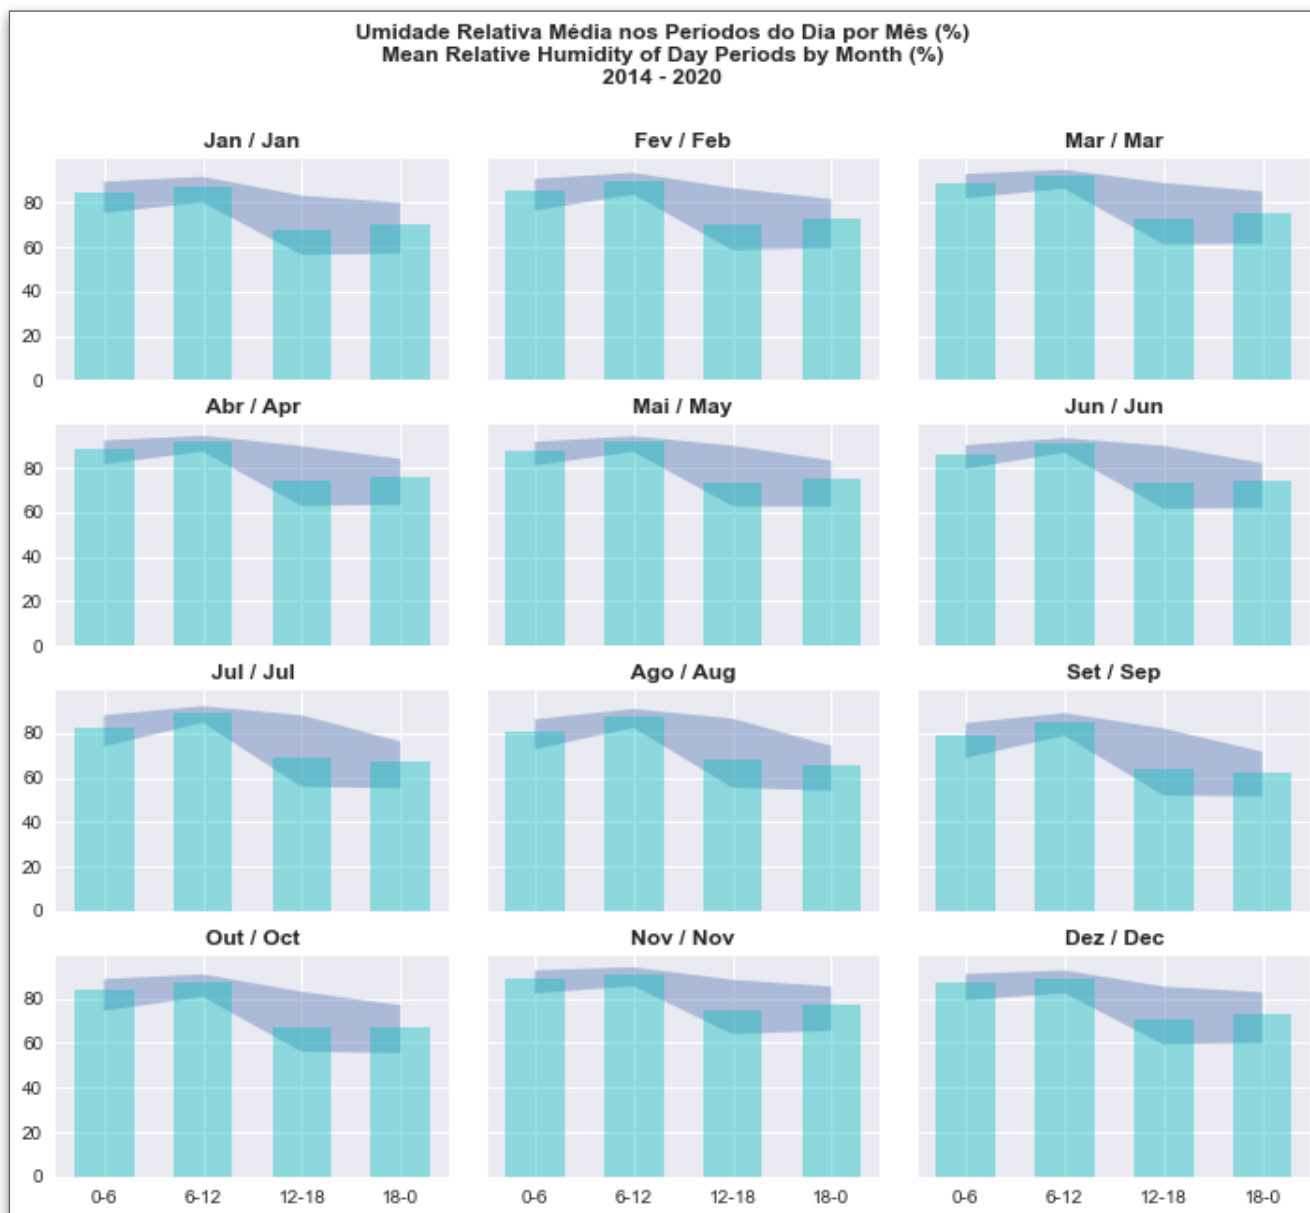 Umidade Relativa Média nos Períodos do Dia por Mês (%)
Mean Relative Humidity of Day Periods by Month (%)
2014 - 2020
Jan / Jan
Fev / Feb
Mar / Mar
80
60
40
20
0
Abr / Apr
Mai / May
Jun / Jun
80
60
40
20
0
Jul / Jul
Ago / Aug
Set / Sep
80
60
40
20
0
Out / Oct
Nov / Nov
Dez / Dec
80
60
40
20
0
0-6 6-12 12-18 18-0
0-6 6-12 12-18 18-0
0-6 6-12 12-18 18-0